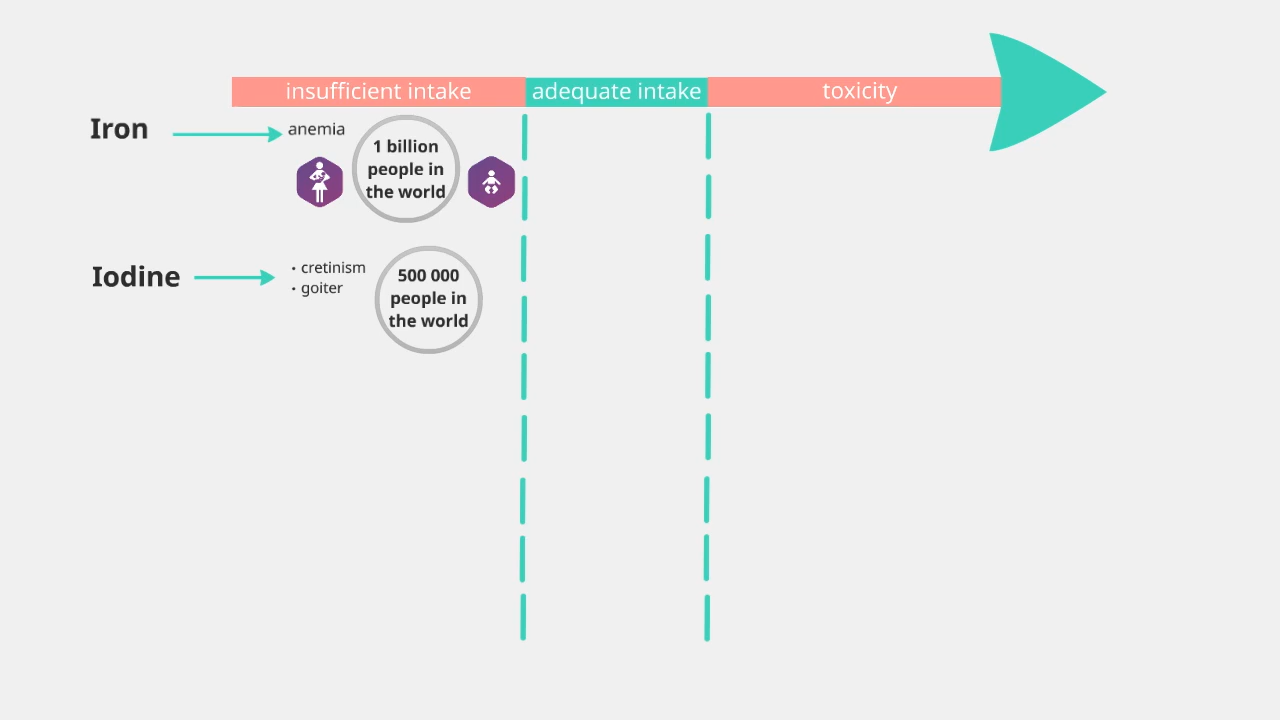 insufficient intake adequate intake toxicity
Iron
anemia
1 billion
people in
the world
Iodine
• cretinism
• goiter
500 000
people in
the world